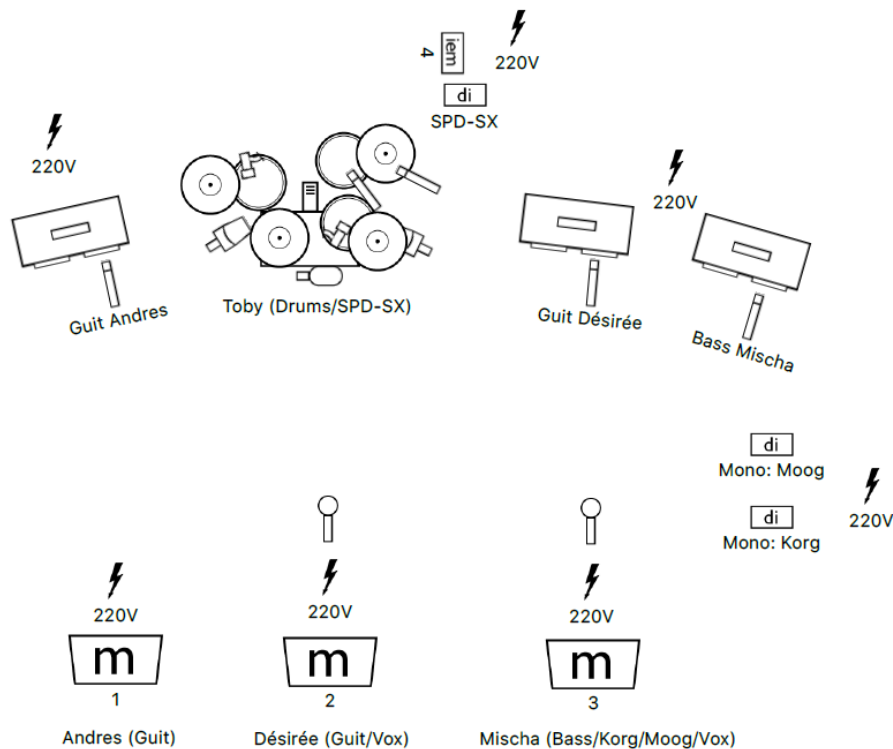 iem
4
220V
di
SPD-SX
220V
220V
Guit Andres
Toby (Drums/SPD-SX)
Guit Désirée
Bass Mischa
di
Mono: Moog
di
Mono: Korg
220V
220V
220V
220V
m
m
m
1
2
3
Andres (Guit)
Désirée (Guit/Vox)
Mischa (Bass/Korg/Moog/Vox)